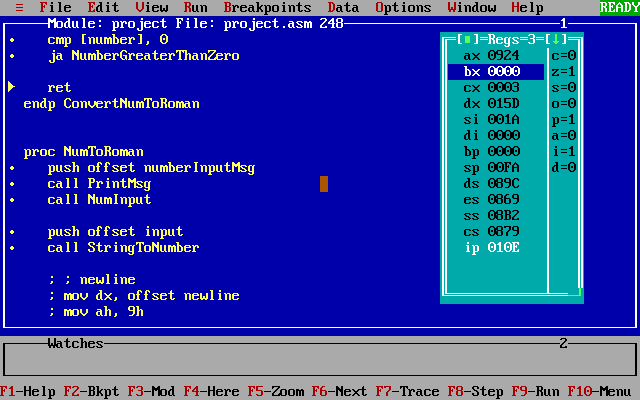 ≡ File Edit View Run Breakpoints Data Options Window Help READY
Module: project File: project.asm 248 1
cmp [number], 0
ja NumberGreaterThanZero
ret
endp ConvertNumToRoman
proc NumToRoman
push offset numberInputMsg
call PrintMsg
call NumInput
push offset input
call StringToNumber
; ; newline
; mov dx, offset newline
; mov ah, 9h
[■]=Regs=3=[↓]
ax 0924 c=0
bx 0000 z=1
cx 0003 s=0
dx 015D o=0
si 001A p=1
di 0000 a=0
bp 0000 i=1
sp 00FA d=0
ds 089C
es 0869
ss 08B2
cs 0879
ip 010E
Watches 2
F1-Help F2-Bkpt F3-Mod F4-Here F5-Zoom F6-Next F7-Trace F8-Step F9-Run F10-Menu